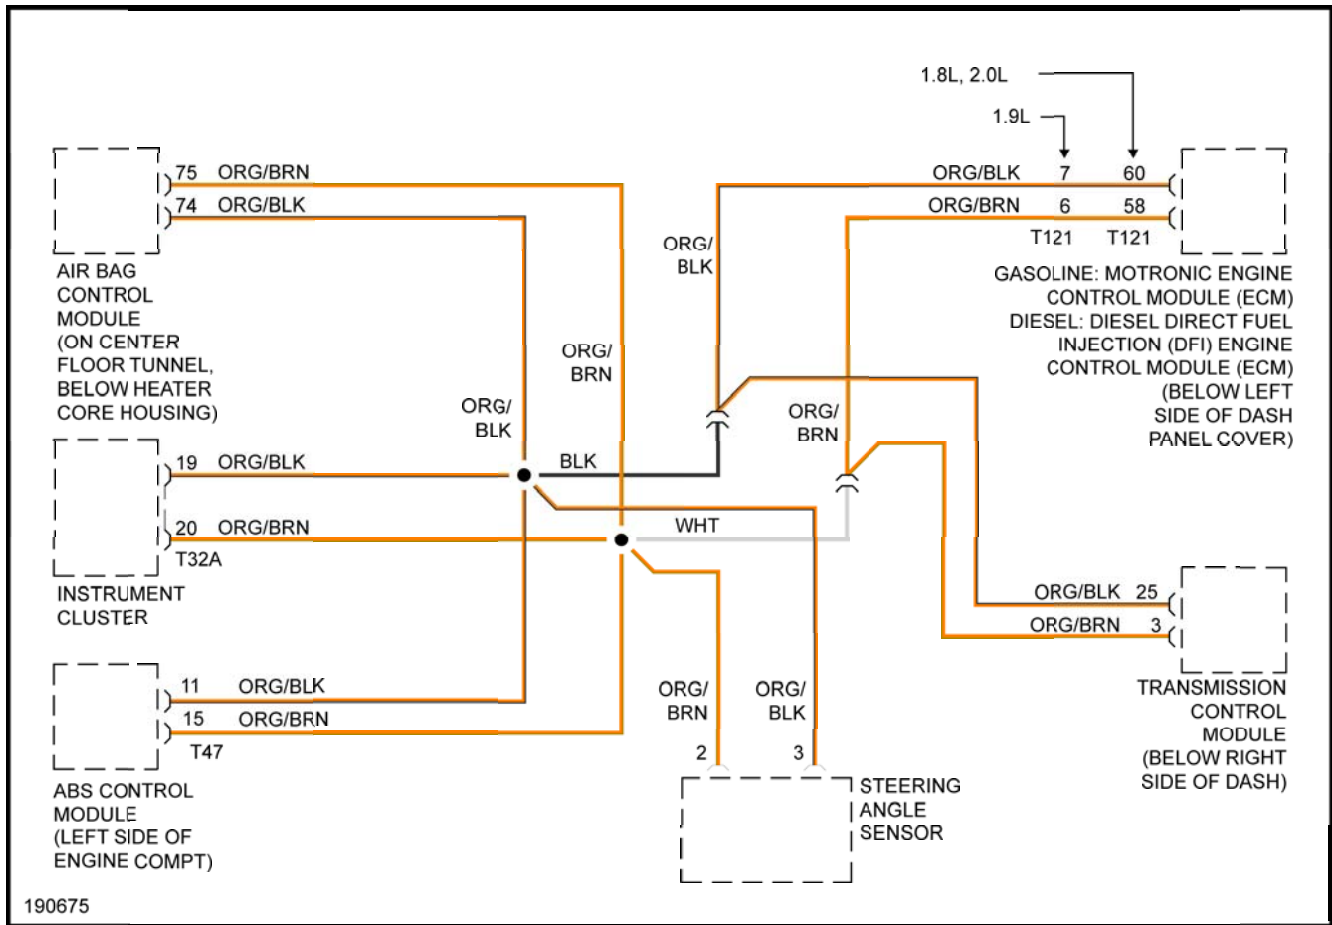 1.8L, 2.0L
1.9L
75 ORG/BRN
74 ORG/BLK
AIR BAG
CONTROL
MODULE
(ON CENTER
FLOOR TUNNEL,
BELOW HEATER
CORE HOUSING)
ORG/BLK 7 60
ORG/BRN 6 58
T121 T121
GASOLINE: MOTRONIC ENGINE
CONTROL MODULE (ECM)
DIESEL: DIESEL DIRECT FUEL
INJECTION (DFI) ENGINE
CONTROL MODULE (ECM)
(BELOW LEFT
SIDE OF DASH
PANEL COVER)
ORG/
BLK
ORG/
BRN
ORG/
BLK
ORG/
BRN
19 ORG/BLK
20 ORG/BRN
T32A
INSTRUMENT
CLUSTER
BLK
WHT
11 ORG/BLK
15 ORG/BRN
T47
ABS CONTROL
MODULE
(LEFT SIDE OF
ENGINE COMPT)
ORG/
BRN
ORG/
BLK
2 3
STEERING
ANGLE
SENSOR
ORG/BLK 25
ORG/BRN 3
TRANSMISSION
CONTROL
MODULE
(BELOW RIGHT
SIDE OF DASH)
190675